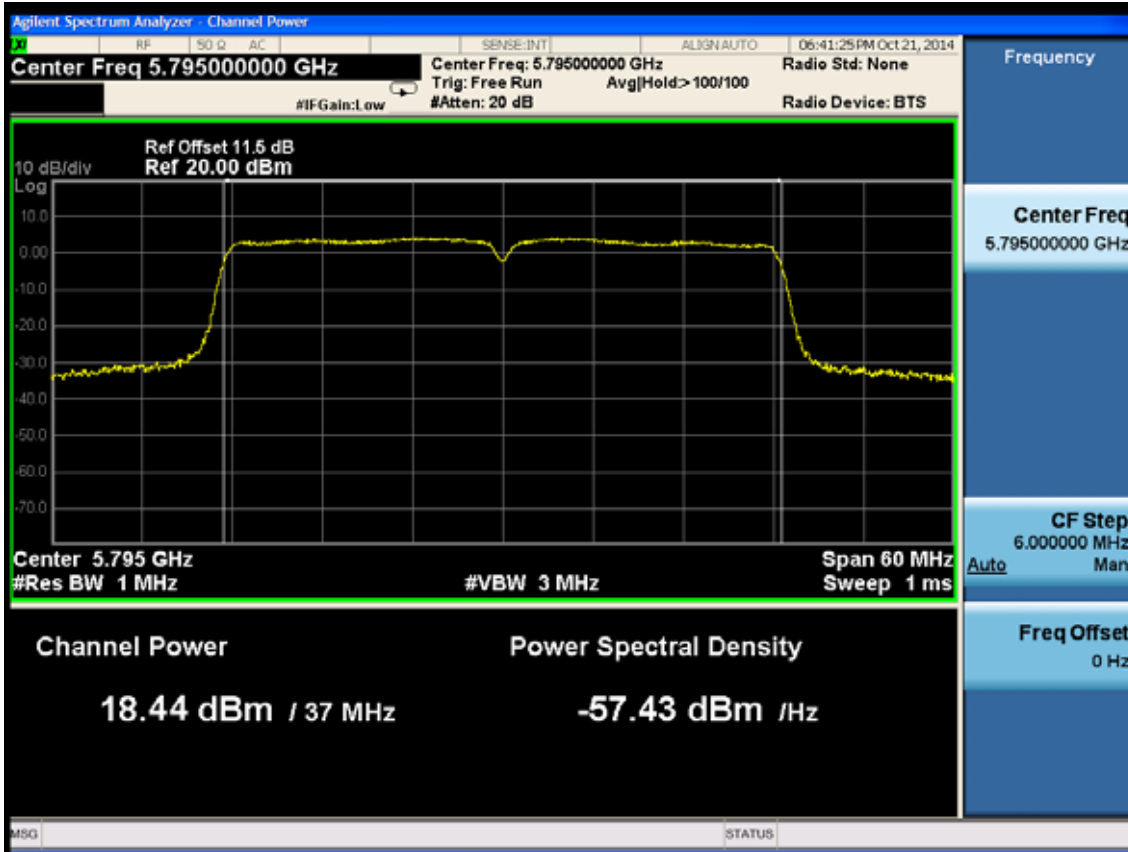 Agilent Spectrum Analyzer - Channel Power
LXI RF 50 Ω AC SENSE:INT ALIGNAUTO 06:41:25 PM Oct 21, 2014
Center Freq 5.795000000 GHz
Center Freq: 5.795000000 GHz
Radio Std: None
Trig: Free Run Avg|Hold:> 100/100
#IFGain:Low
#Atten: 20 dB
Radio Device: BTS
Ref Offset 11.5 dB
10 dB/div Ref 20.00 dBm
Log
10.0
0.00
-10.0
-20.0
-30.0
-40.0
-50.0
-60.0
-70.0
Center 5.795 GHz
Span 60 MHz
#Res BW 1 MHz
#VBW 3 MHz
Sweep 1 ms
Channel Power
Power Spectral Density
18.44 dBm / 37 MHz
-57.43 dBm /Hz
Frequency
Center Freq
5.795000000 GHz
CF Step
6.000000 MHz
Auto Man
Freq Offset
0 Hz
MSG
STATUS